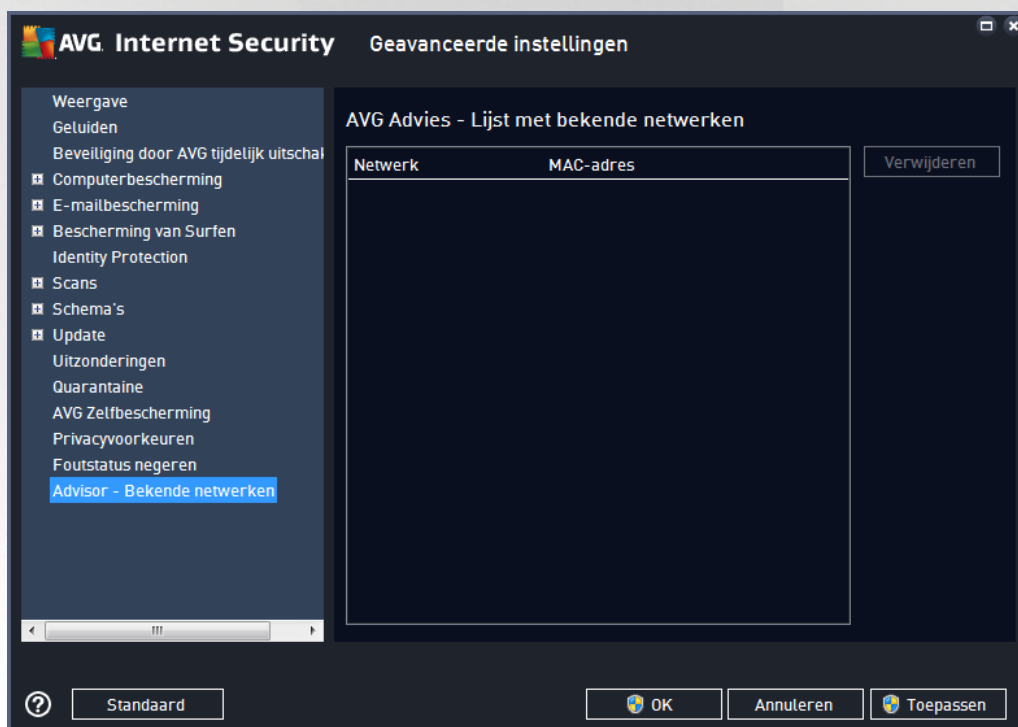 AVG. Internet Security Geavanceerde instellingen
Weergave
Geluiden
Beveiliging door AVG tijdelijk uitschak
Computerbescherming
E-mailbescherming
Bescherming van Surfen
Identity Protection
Scans
Schema's
Update
Uitzonderingen
Quarantaine
AVG Zelfbescherming
Privacyvoorkeuren
Foutstatus negeren
Advisor - Bekende netwerken
AVG Advies - Lijst met bekende netwerken
Netwerk MAC-adres
Verwijderen
Standaard
OK
Annuleren
Toepassen